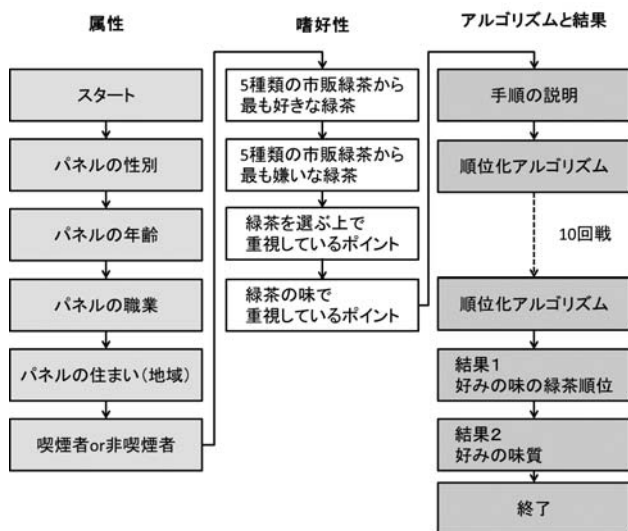 属性
スタート
パネルの性別
パネルの年齢
パネルの職業
パネルの住まい(地域)
喫煙者or非喫煙者
嗜好性
5種類の市販緑茶から
最も好きな緑茶
5種類の市販緑茶から
最も嫌いな緑茶
緑茶を選ぶ上で
重視しているポイント
緑茶の味で
重視しているポイント
アルゴリズムと結果
手順の説明
順位化アルゴリズム
10回戦
順位化アルゴリズム
結果1
好みの味の緑茶順位
結果2
好みの味質
終了